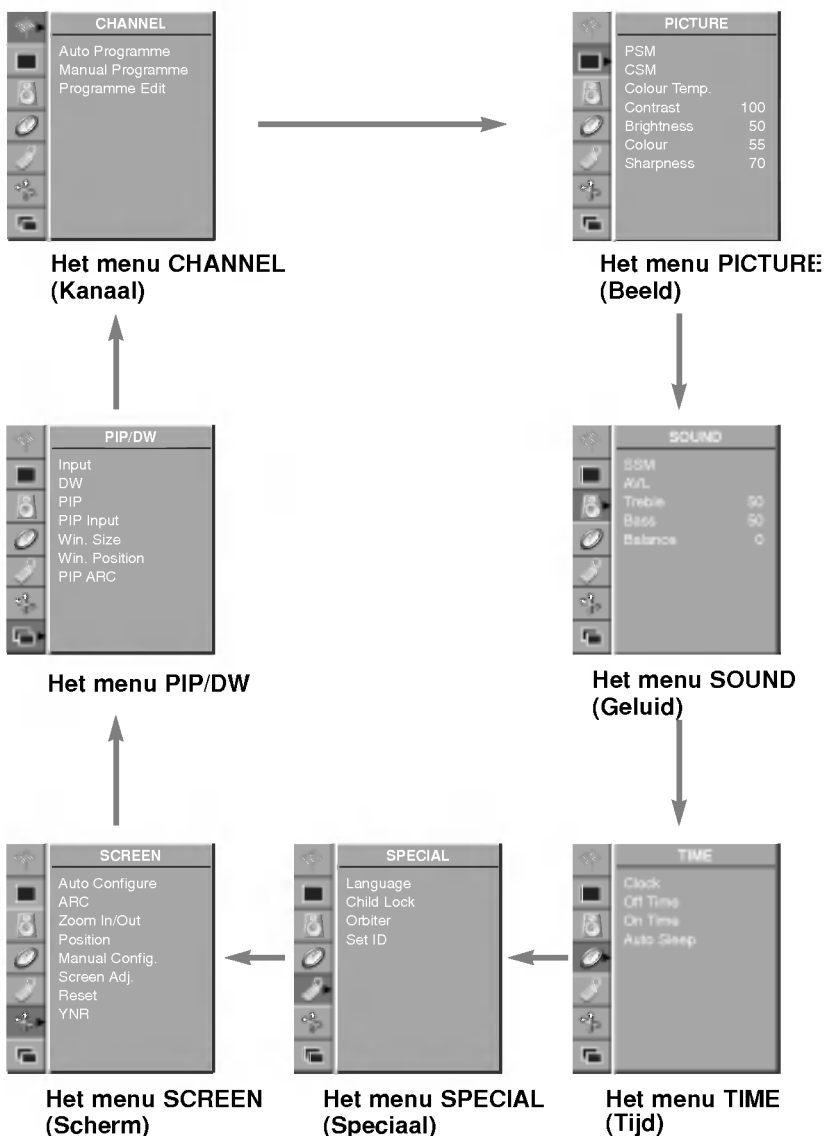 CHANNEL
Auto Programme
Manual Programme
Programme Edit
Het menu CHANNEL
(Kanaal)
PICTURE
PSM
CSM
Colour Temp.
Contrast 100
Brightness 50
Colour 55
Sharpness 70
Het menu PICTURE
(Beeld)
SOUND
SSM
AVL
Treble 50
Bass 50
Balance 0
Het menu SOUND
(Geluid)
TIME
Clock
Off Time
On Time
Auto Sleep
Het menu TIME
(Tijd)
SPECIAL
Language
Child Lock
Orbiter
Set ID
Het menu SPECIAL
(Speciaal)
SCREEN
Auto Configure
ARC
Zoom In/Out
Position
Manual Config.
Screen Adj.
Reset
YNR
Het menu SCREEN
(Scherm)
PIP/DW
Input
DW
PIP
PIP Input
Win. Size
Win. Position
PIP ARC
Het menu PIP/DW